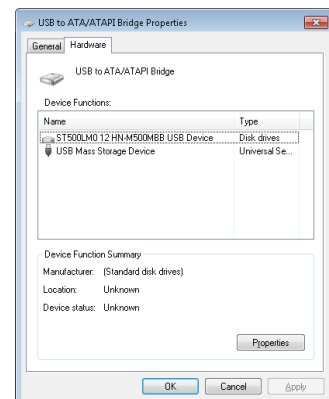 USB to ATA/ATAPI Bridge Properties
General Hardware
USB to ATA/ATAPI Bridge
Device Functions:
Name Type
ST500LM0 12 HN-M500MBB USB Device Disk drives
USB Mass Storage Device Universal Se...
Device Function Summary
Manufacturer: (Standard disk drives)
Location: Unknown
Device status: Unknown
Properties
OK Cancel Apply